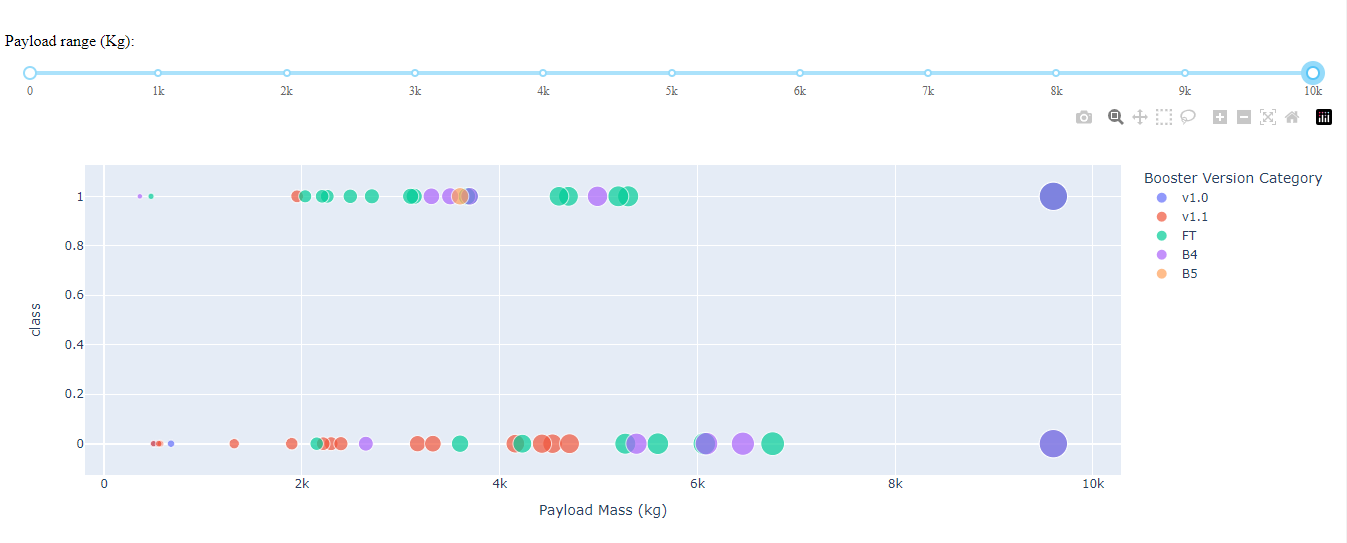 Payload range (Kg):
0 1k 2k 3k 4k 5k 6k 7k 8k 9k 10k
Booster Version Category
v1.0
v1.1
FT
B4
B5
class
1
0.8
0.6
0.4
0.2
0
0 2k 4k 6k 8k 10k
Payload Mass (kg)